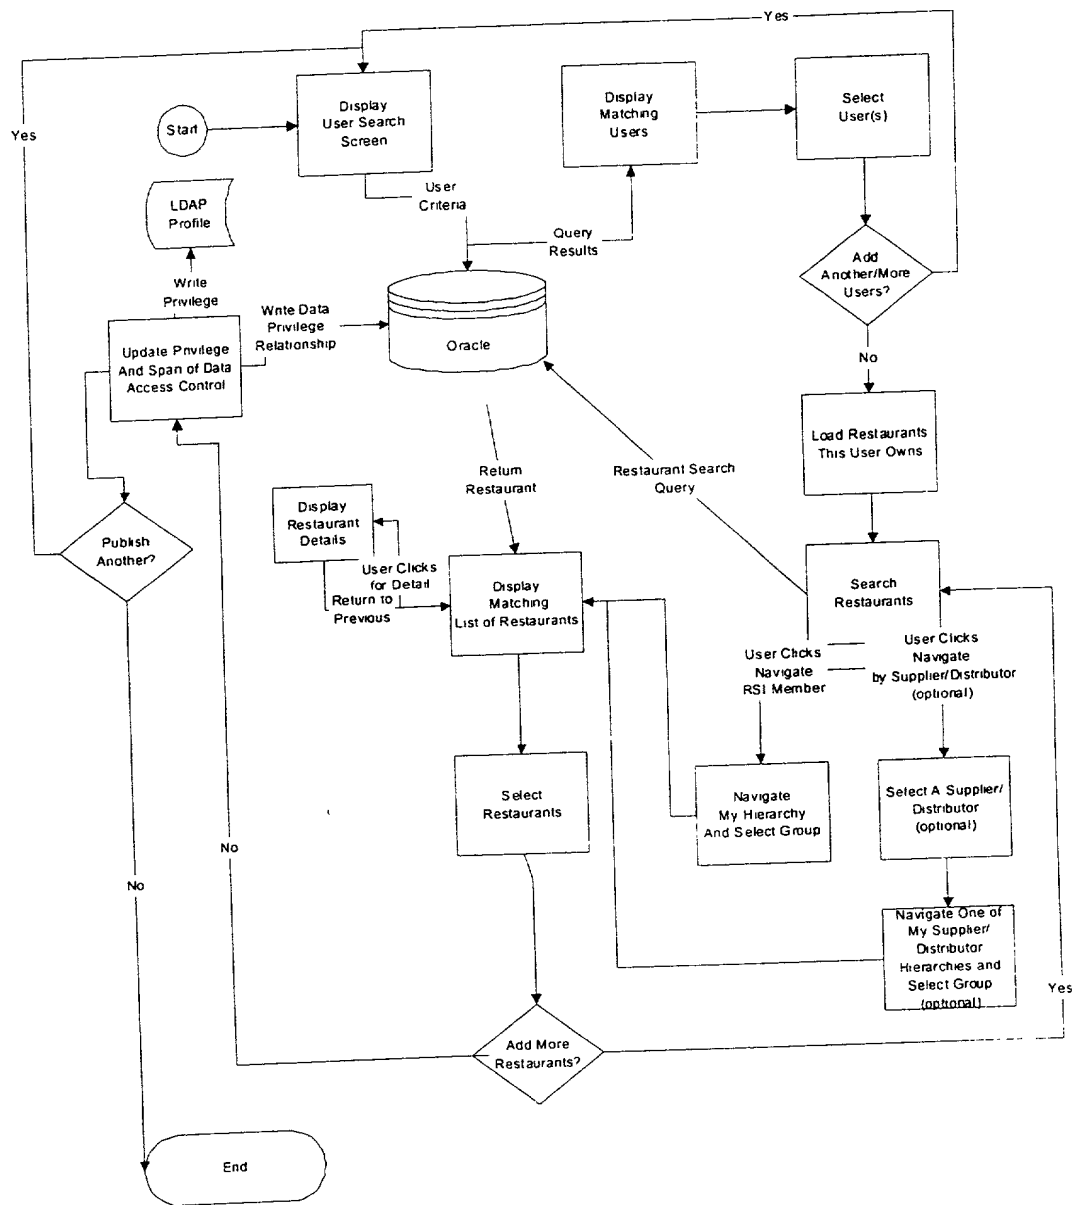 Yes
Yes
Display
User Search
Screen
Start
Display
Matching
Users
Select
User(s)
LDAP
Profile
User
Criteria
Query
Results
Write
Privilege
Add
Another/More
Users?
Write Data
Privilege
Relationship
Update Privilege
And Span of Data
Access Control
Oracle
No
Load Restaurants
This User Owns
Return
Restaurant
Restaurant Search
Query
Display
Restaurant
Details
Publish
Another?
User Clicks
for Detail
Return to
Previous
Display
Matching
List of Restaurants
Search
Restaurants
User Clicks
Navigate
RSI Member
User Clicks
Navigate
by Supplier/Distributor
(optional)
Select
Restaurants
Navigate
My Hierarchy
And Select Group
Select A Supplier/
Distributor
(optional)
No
No
Navigate One of
My Supplier/
Distributor
Hierarchies and
Select Group
(optional)
Yes
Add More
Restaurants?
End